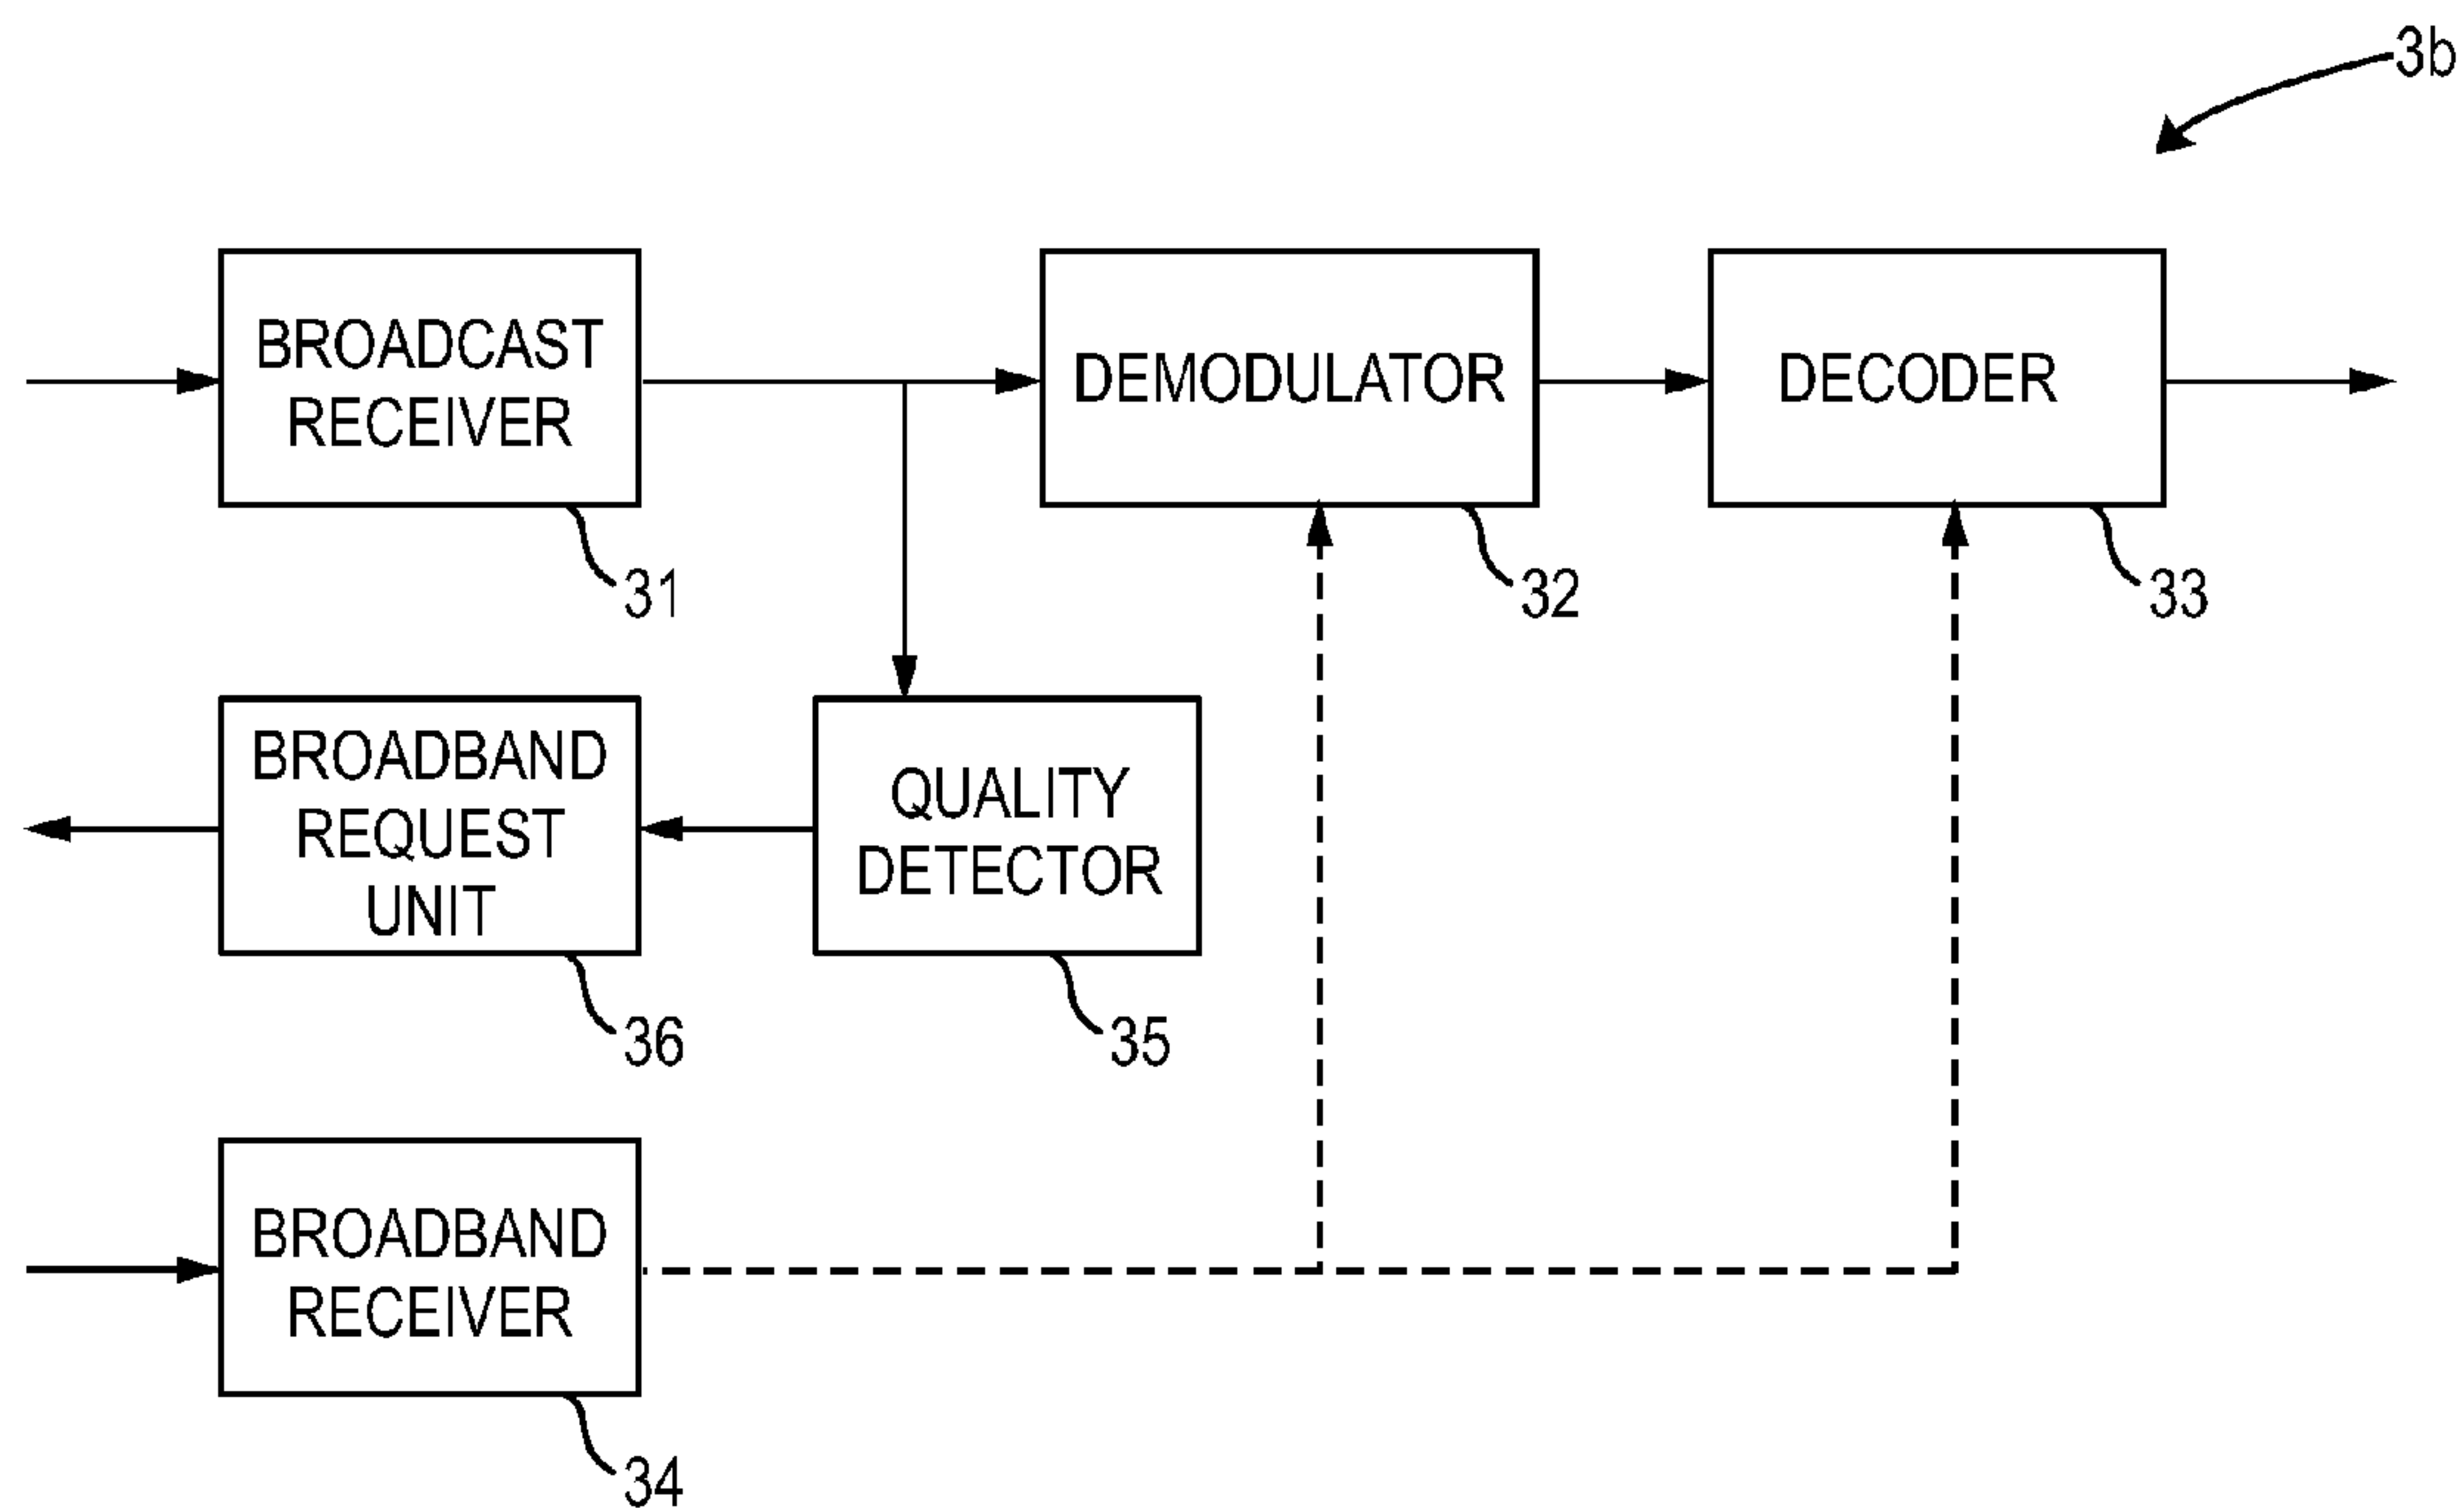 3b
BROADCAST
RECEIVER
DEMODULATOR
DECODER
31
32
33
BROADBAND
REQUEST
UNIT
QUALITY
DETECTOR
36
35
BROADBAND
RECEIVER
34